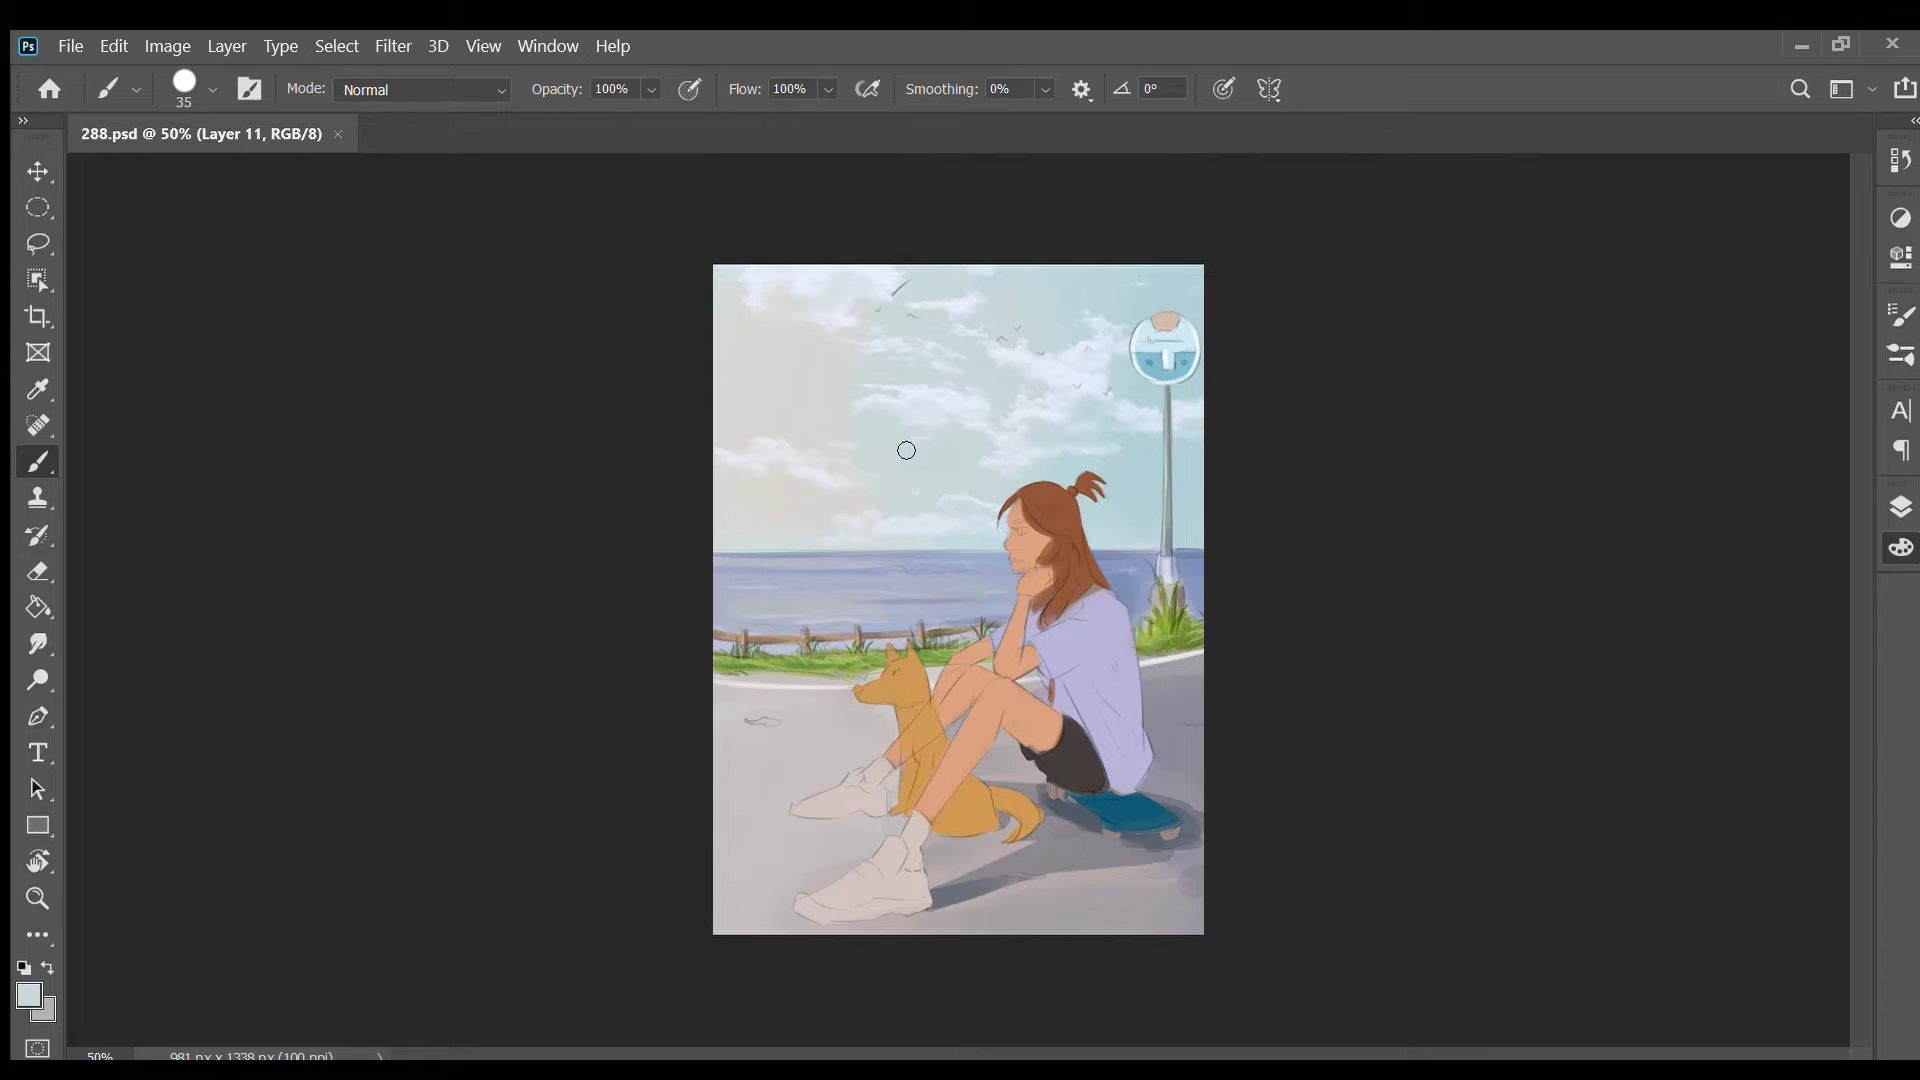 Ps File Edit Image Layer Type Select Filter 3D View Window Help
35 Mode: Normal Opacity: 100% Flow: 100% Smoothing: 0% 0°
288.psd @ 50% (Layer 11, RGB/8)
50% 981 px x 1338 px (100 ppi)